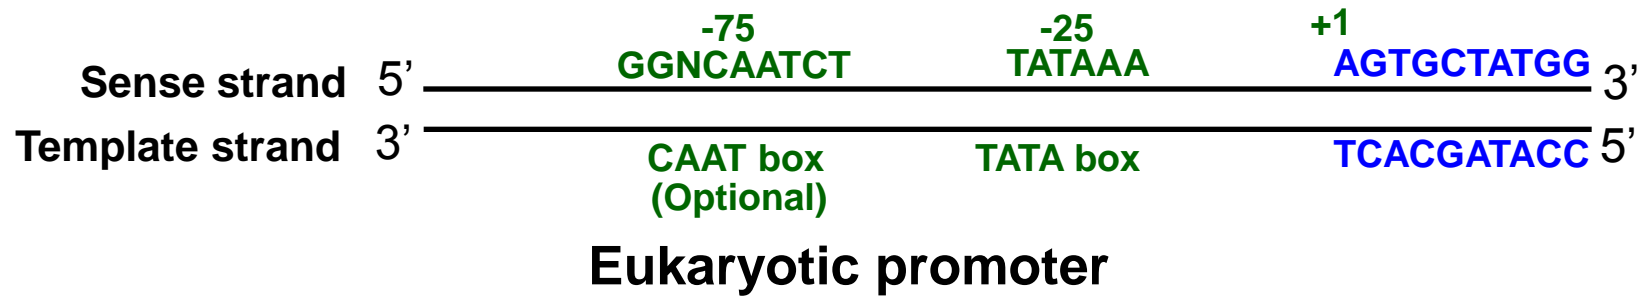 -75 -25 +1
GGNCAATCT TATAAA AGTGCTATGG
Sense strand 5’ 3’
Template strand 3’ 5’
CAAT box TATA box TCACGATACC
(Optional)
Eukaryotic promoter